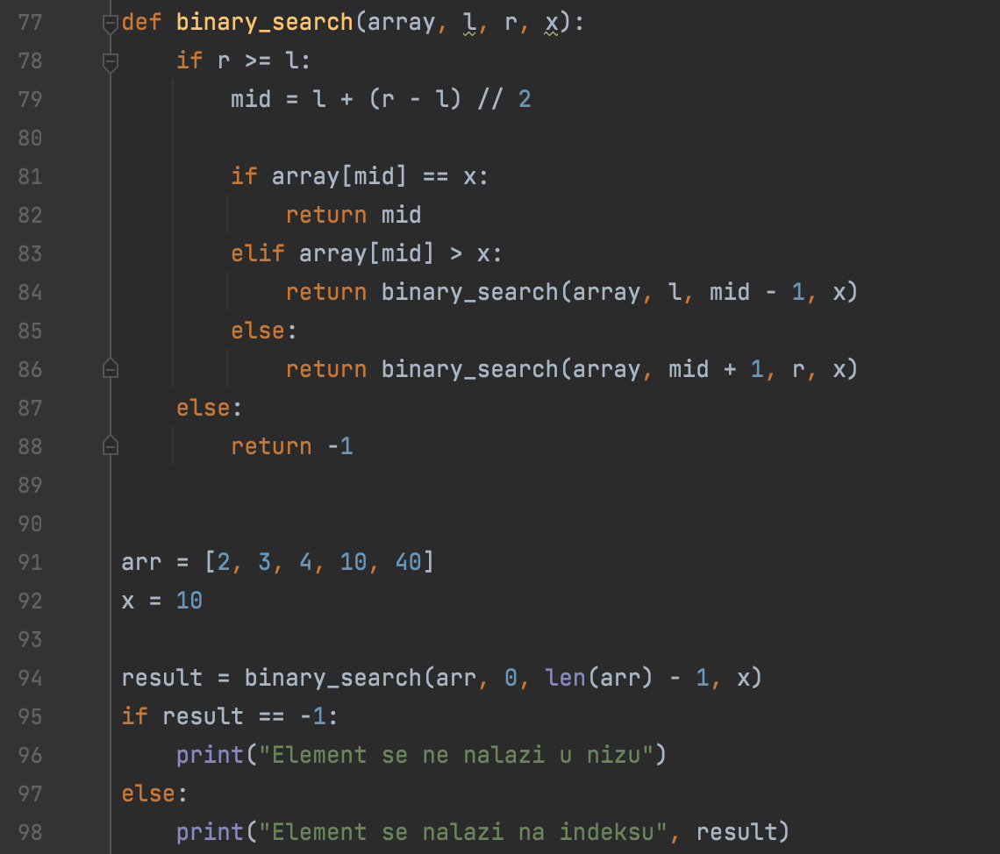 77 def binary_search(array, l, r, x):
78     if r >= l:
79         mid = l + (r - l) // 2
80
81         if array[mid] == x:
82             return mid
83         elif array[mid] > x:
84             return binary_search(array, l, mid - 1, x)
85         else:
86             return binary_search(array, mid + 1, r, x)
87     else:
88         return -1
89
90
91 arr = [2, 3, 4, 10, 40]
92 x = 10
93
94 result = binary_search(arr, 0, len(arr) - 1, x)
95 if result == -1:
96     print("Element se ne nalazi u nizu")
97 else:
98     print("Element se nalazi na indeksu", result)